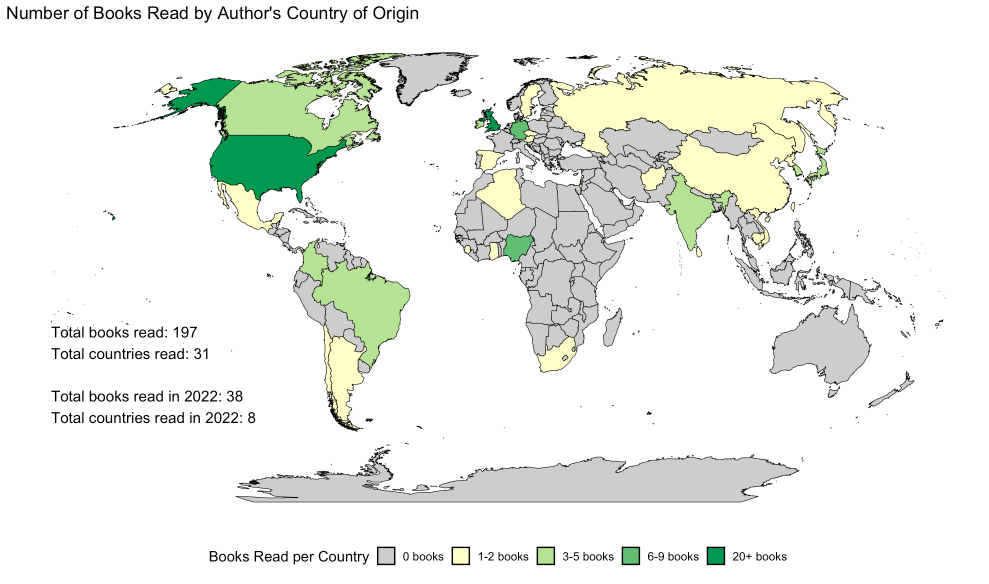 Number of Books Read by Author's Country of Origin
Total books read: 197
Total countries read: 31
Total books read in 2022: 38
Total countries read in 2022: 8
Books Read per Country 0 books 1-2 books 3-5 books 6-9 books 20+ books